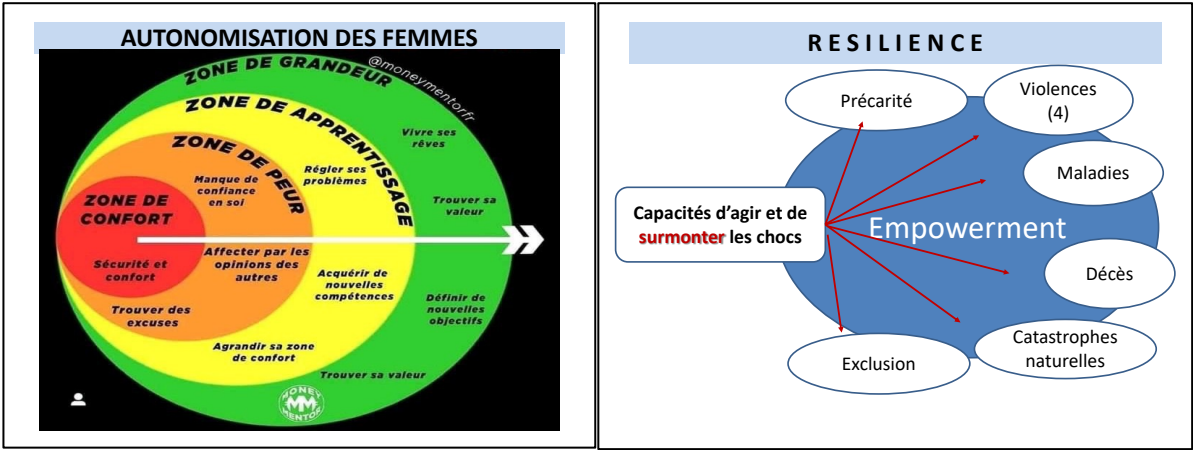 AUTONOMISATION DES FEMMES
@moneymentorfr
ZONE DE GRANDEUR
ZONE DE APPRENTISSAGE
ZONE DE PEUR
ZONE DE
CONFORT
Sécurité et
confort
Manque de
confiance
en soi
Affecter par les
opinions des
autres
Trouver des
excuses
Régler ses
problèmes
Acquérir de
nouvelles
compétences
Agrandir sa zone
de confort
Vivre ses
rêves
Trouver sa
valeur
Définir de
nouvelles
objectifs
Trouver sa valeur
MONEY
MM
MENTOR
RESILIENCE
Précarité
Violences
(4)
Maladies
Capacités d’agir et de
surmonter les chocs
Empowerment
Décès
Catastrophes
naturelles
Exclusion